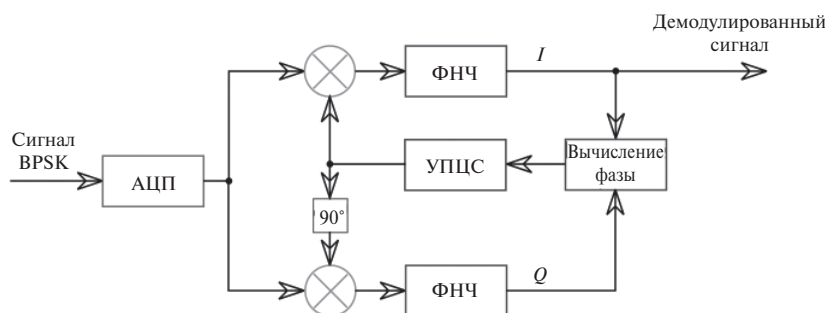 Демодулированный
сигнал
ФНЧ
I
Сигнал
BPSK
АЦП
УПЦС
Вычисление
фазы
90°
ФНЧ
Q